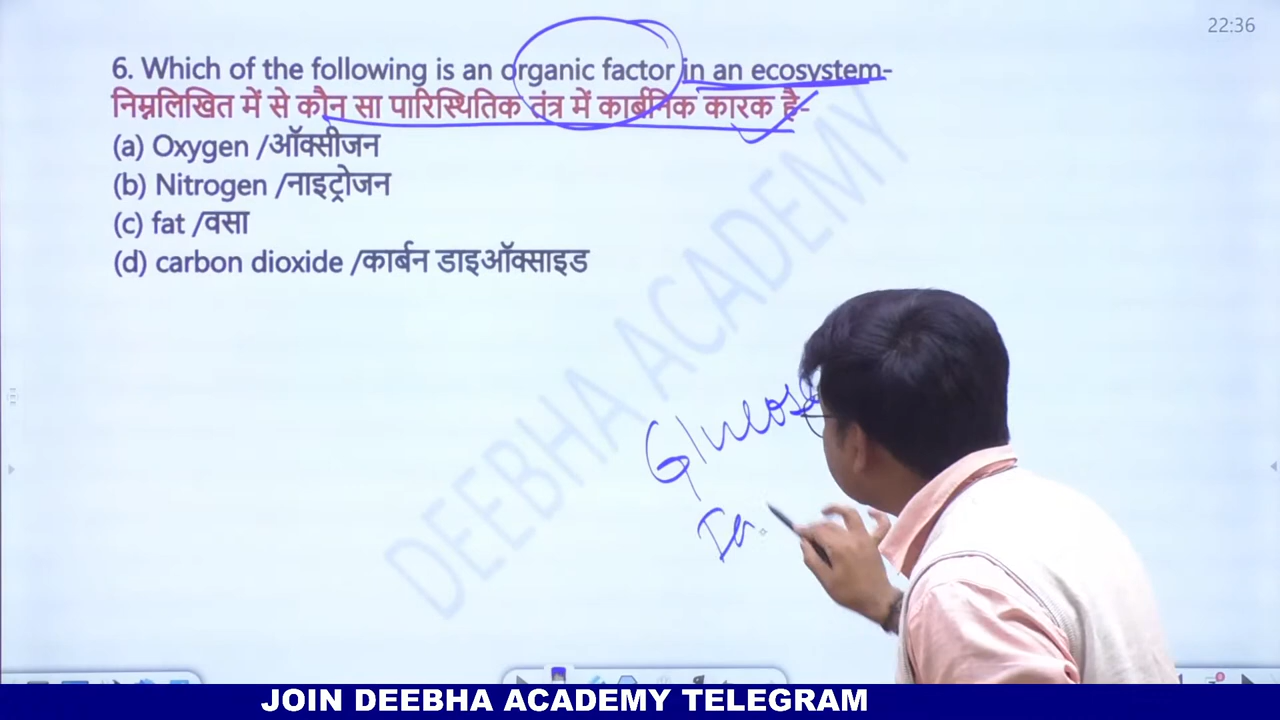 22:36
6. Which of the following is an organic factor in an ecosystem-
निम्नलिखित में से कौन सा पारिस्थितिक तंत्र में कार्बनिक कारक है-
(a) Oxygen /ऑक्सीजन
(b) Nitrogen /नाइट्रोजन
(c) fat /वसा
(d) carbon dioxide /कार्बन डाइऑक्साइड
DEEBHA ACADEMY
Glucose
JOIN DEEBHA ACADEMY TELEGRAM